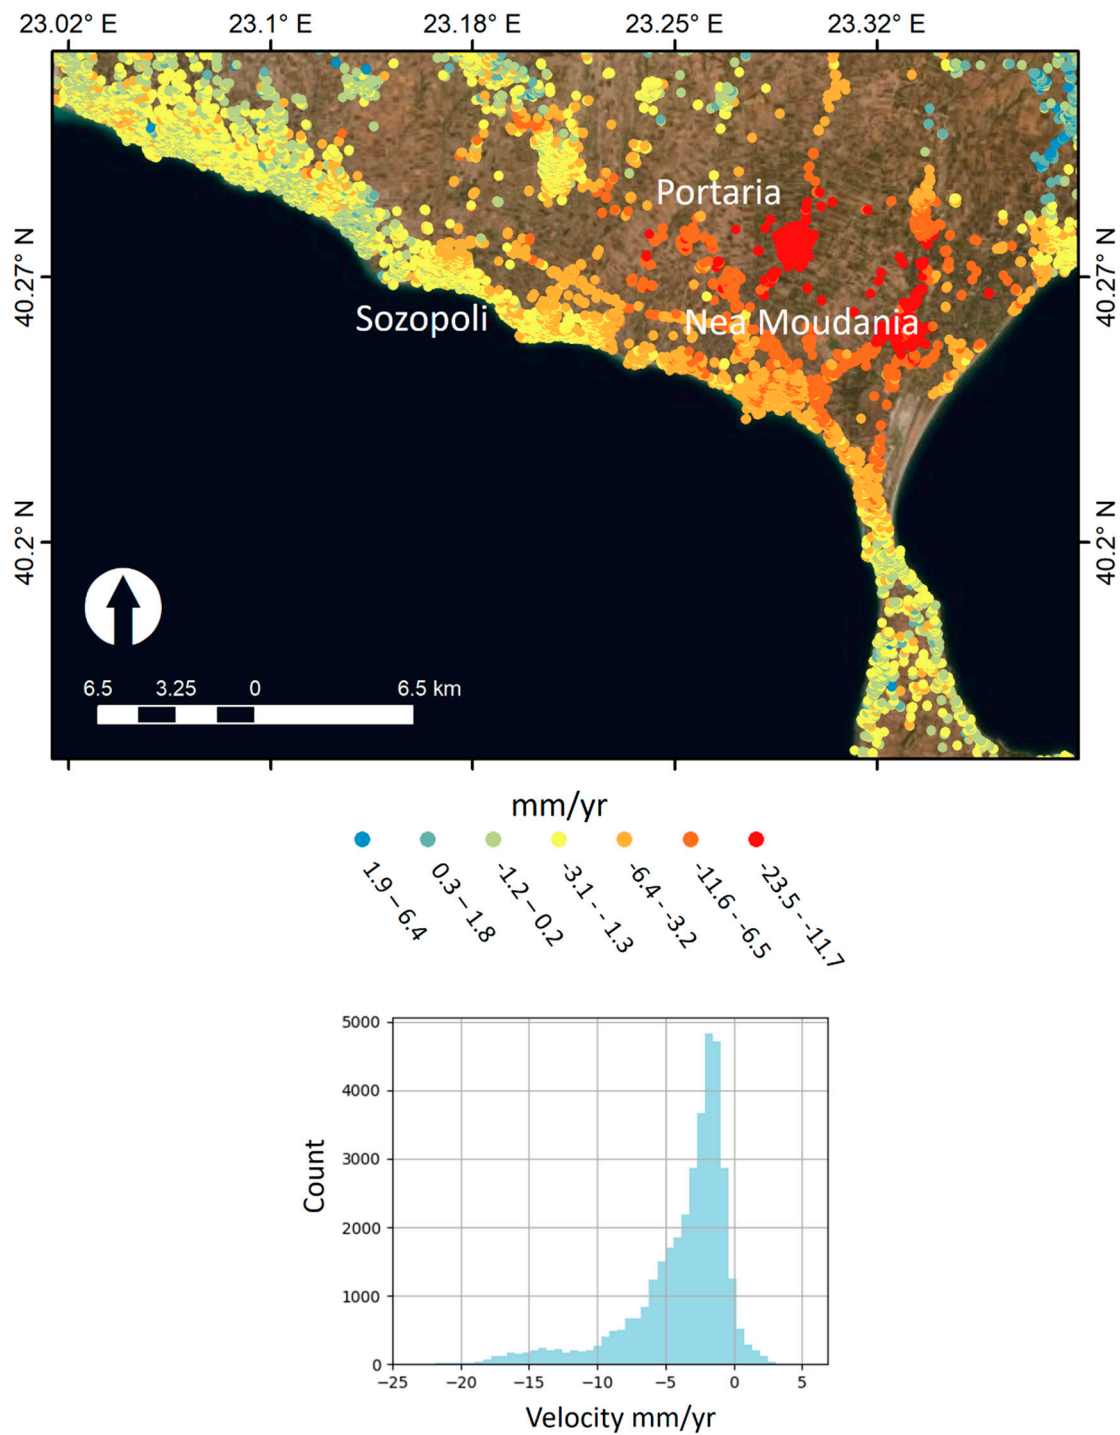 23.02° E 23.1° E 23.18° E 23.25° E 23.32° E
Portaria
40.27° N 40.27° N
Sozopoli Nea Moudania
40.2° N 40.2° N
6.5 3.25 0 6.5 km
mm/yr
1.9 – 6.4 0.3 – 1.8 -1.2 – 0.2 -3.1 - -1.3 -6.4 - -3.2 -11.6 - -6.5 -23.5 - -11.7
5000
4000
3000
2000
1000
0
Count
−25 −20 −15 −10 −5 0 5
Velocity mm/yr